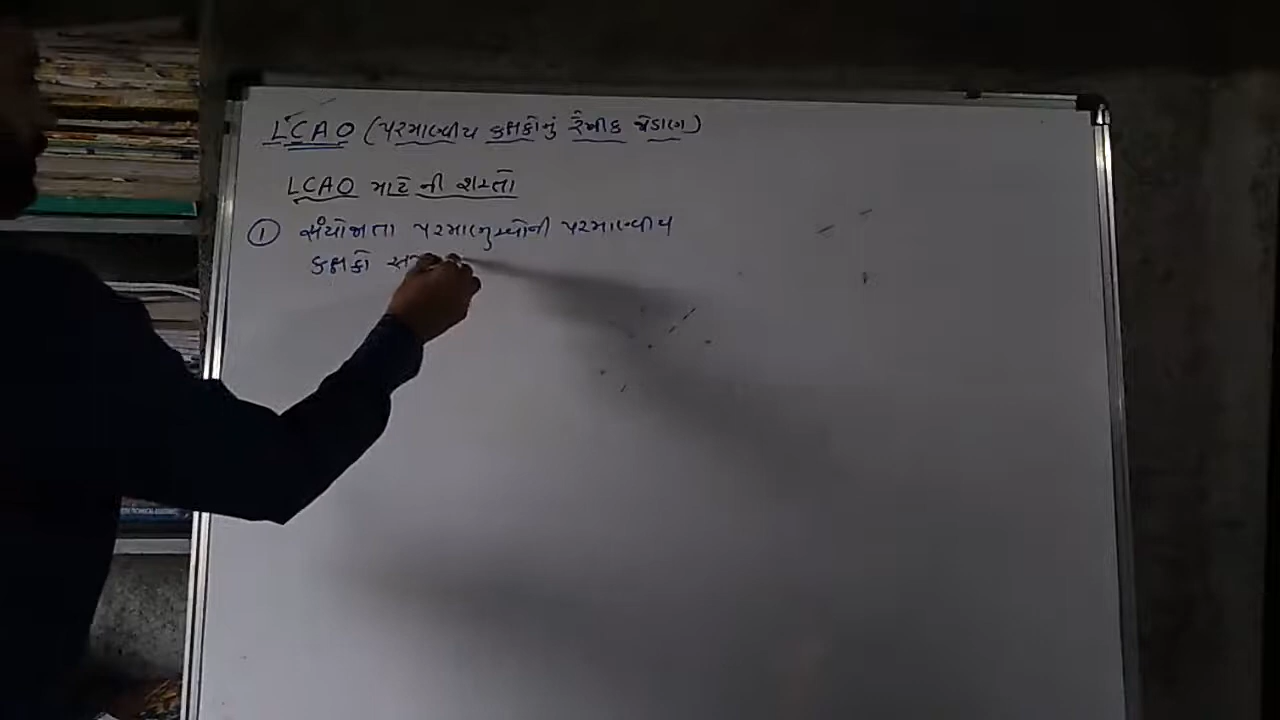 LCAO (પરમાણ્વીય કક્ષકોનું રેખીક જોડાણ)
LCAO માટે ની શરતો
① સંયોજાતા પરમાણુઓની પરમાણ્વીય
કક્ષકો